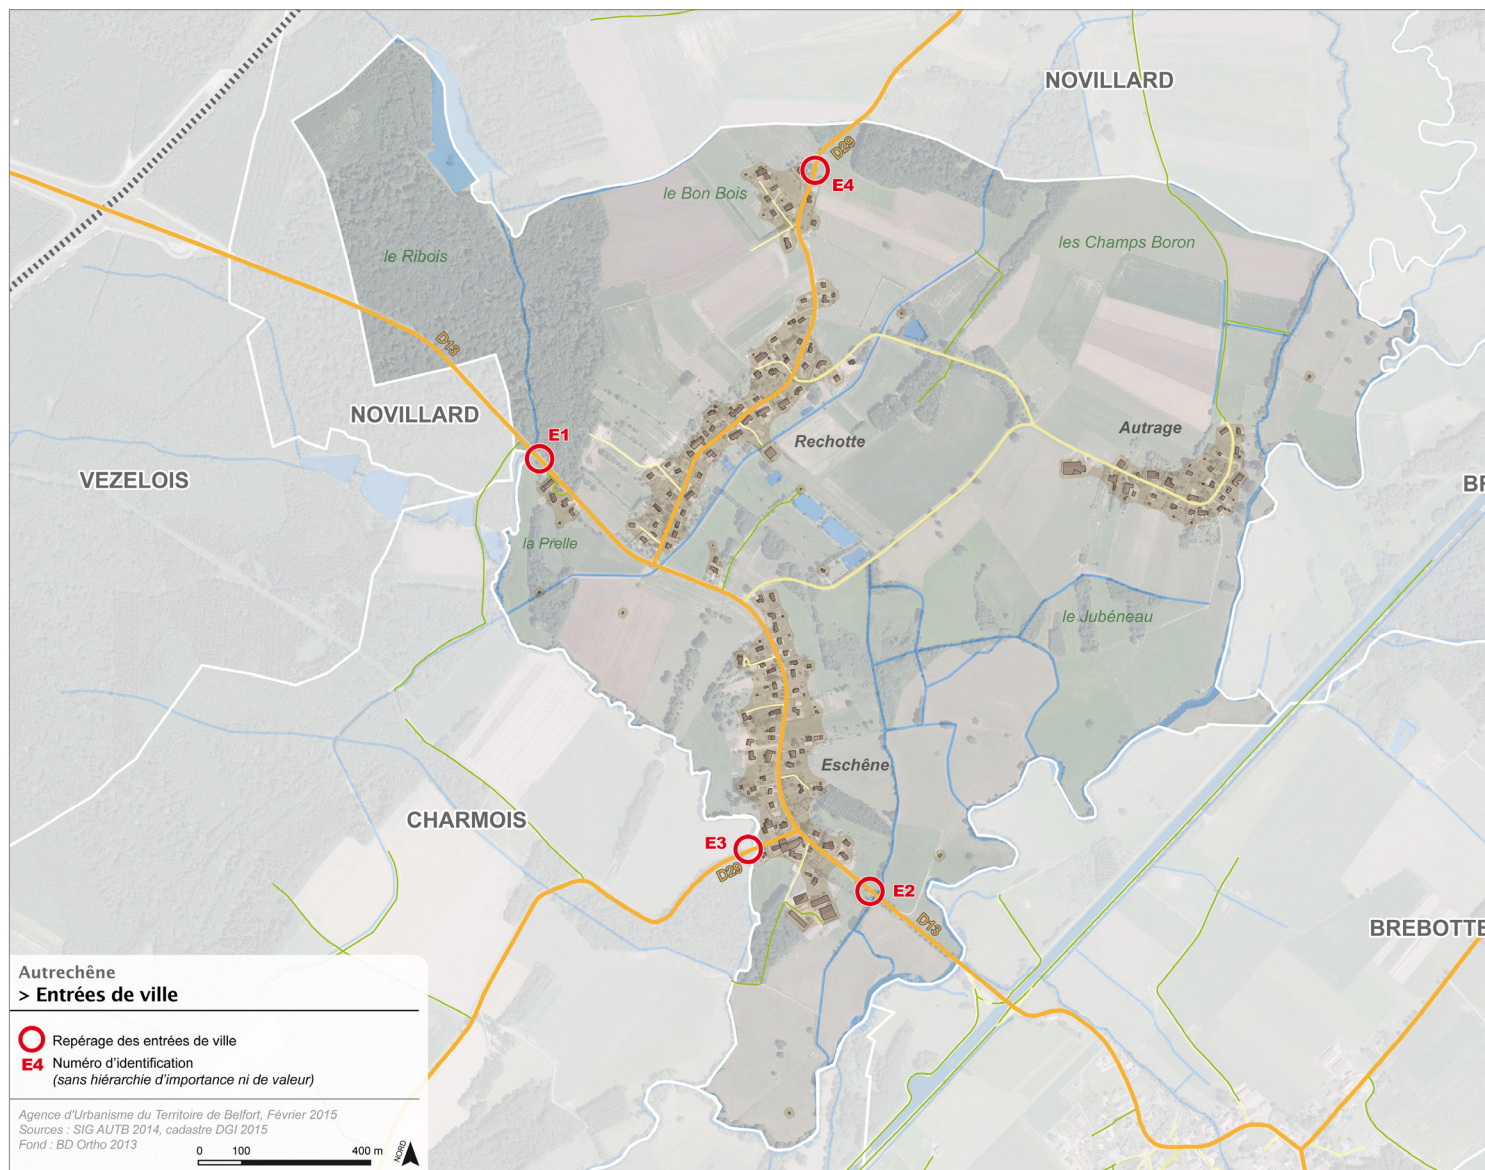 NOVILLARD
D29
E4
le Bon Bois
les Champs Boron
le Ribois
D13
NOVILLARD
E1
Rechotte
Autrage
VEZELOIS
BR
la Prelle
le Jubéneau
Eschêne
CHARMOIS
E3
D29
E2
D13
BREBOTTE
Autrechêne
> Entrées de ville
Repérage des entrées de ville
E4 Numéro d'identification
(sans hiérarchie d'importance ni de valeur)
Agence d'Urbanisme du Territoire de Belfort, Février 2015
Sources : SIG AUTB 2014, cadastre DGI 2015
Fond : BD Ortho 2013
0 100 400 m
NORD